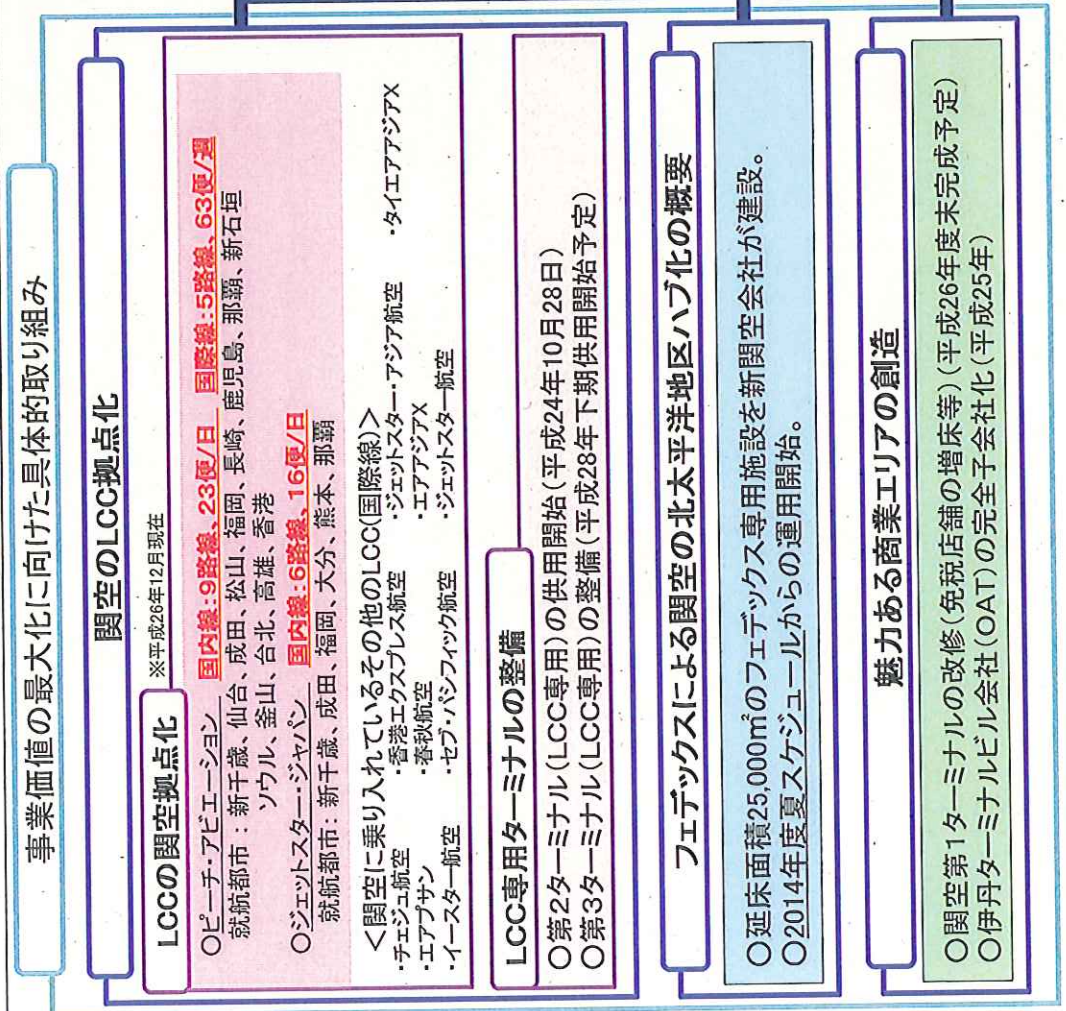 事業価値の最大化に向けた具体的取り組み
関空のLCC拠点化
LCCの関空拠点化 ※平成26年12月現在
○ピーチ・アビエーション 国内線:9路線、23便/日 国際線:5路線、63便/週
就航都市：新千歳、仙台、成田、松山、福岡、長崎、鹿児島、那覇、新石垣
ソウル、釜山、台北、高雄、香港
○ジェットスター・ジャパン 国内線:6路線、16便/日
就航都市：新千歳、成田、福岡、大分、熊本、那覇
＜関空に乗り入れているその他のLCC(国際線)＞
・チェジュ航空 ・香港エクスプレス航空 ・ジェットスター・アジア航空 ・タイエアアジアX
・エアプサン ・春秋航空 ・エアアジアX
・イースター航空 ・セブ・パシフィック航空 ・ジェットスター航空
LCC専用ターミナルの整備
○第2ターミナル(LCC専用)の供用開始(平成24年10月28日)
○第3ターミナル(LCC専用)の整備(平成28年下期供用開始予定)
フェデックスによる関空の北太平洋地区ハブ化の概要
○延床面積25,000㎡のフェデックス専用施設を新関空会社が建設。
○2014年度夏スケジュールからの運用開始。
魅力ある商業エリアの創造
○関空第1ターミナルの改修(免税店舗の増床等)(平成26年度末完成予定)
○伊丹ターミナルビル会社(OAT)の完全子会社化(平成25年)